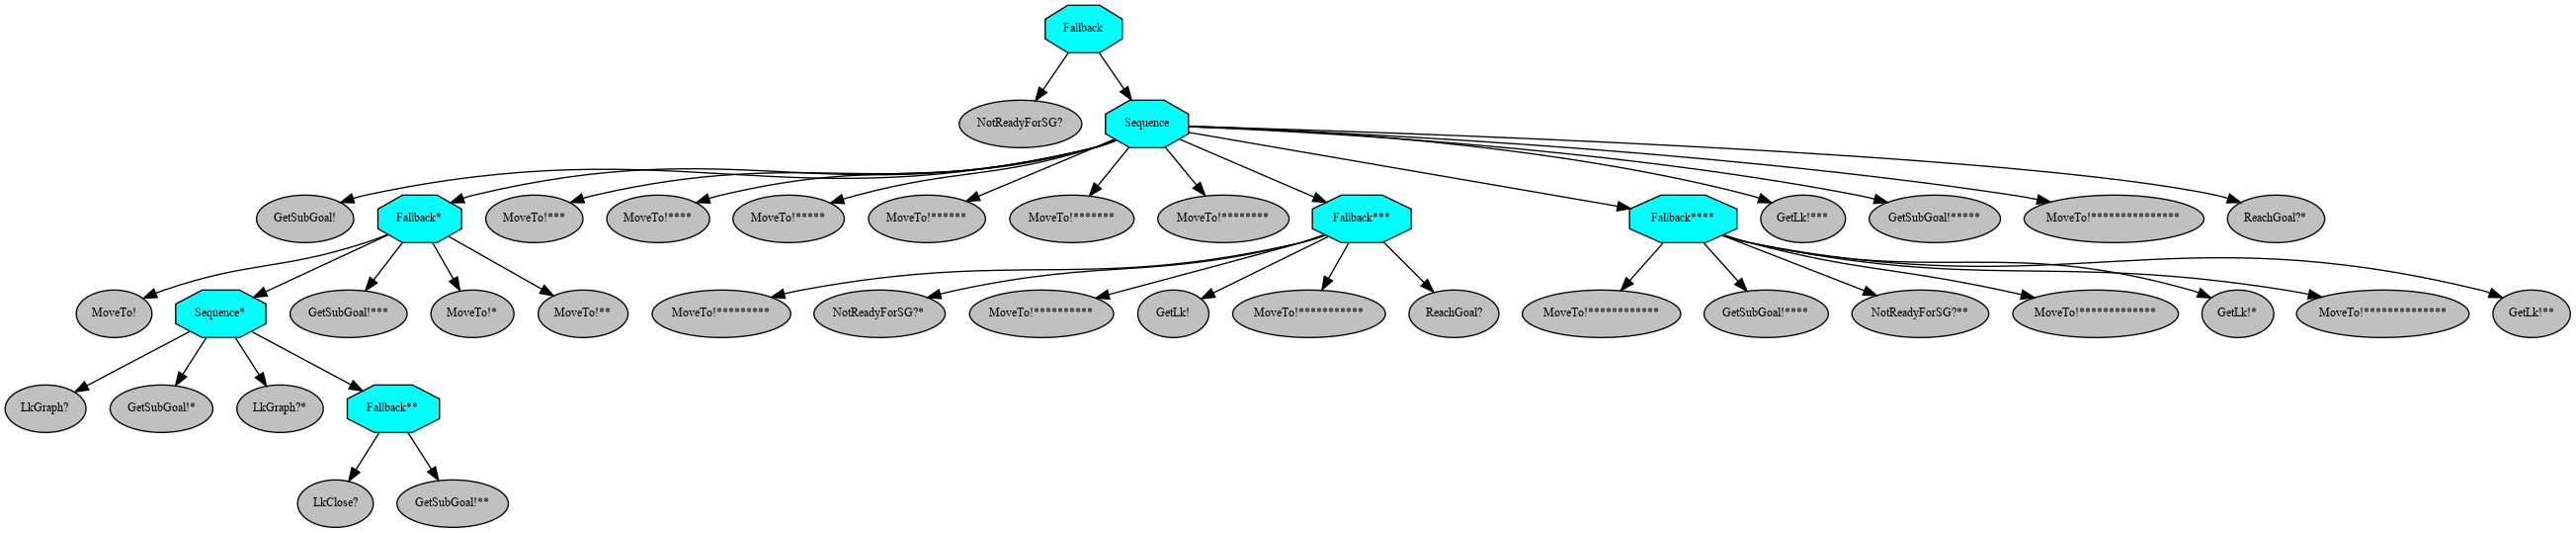 Fallback
NotReadyForSG?
Sequence
GetSubGoal!
Fallback*
MoveTo!***
MoveTo!****
MoveTo!*****
MoveTo!******
MoveTo!*******
MoveTo!********
Fallback***
Fallback****
GetLk!***
GetSubGoal!*****
MoveTo!***************
ReachGoal?*
MoveTo!
Sequence*
GetSubGoal!***
MoveTo!*
MoveTo!**
MoveTo!*********
NotReadyForSG?*
MoveTo!**********
GetLk!
MoveTo!***********
ReachGoal?
MoveTo!************
GetSubGoal!****
NotReadyForSG?**
MoveTo!*************
GetLk!*
MoveTo!**************
GetLk!**
LkGraph?
GetSubGoal!*
LkGraph?*
Fallback**
LkClose?
GetSubGoal!**